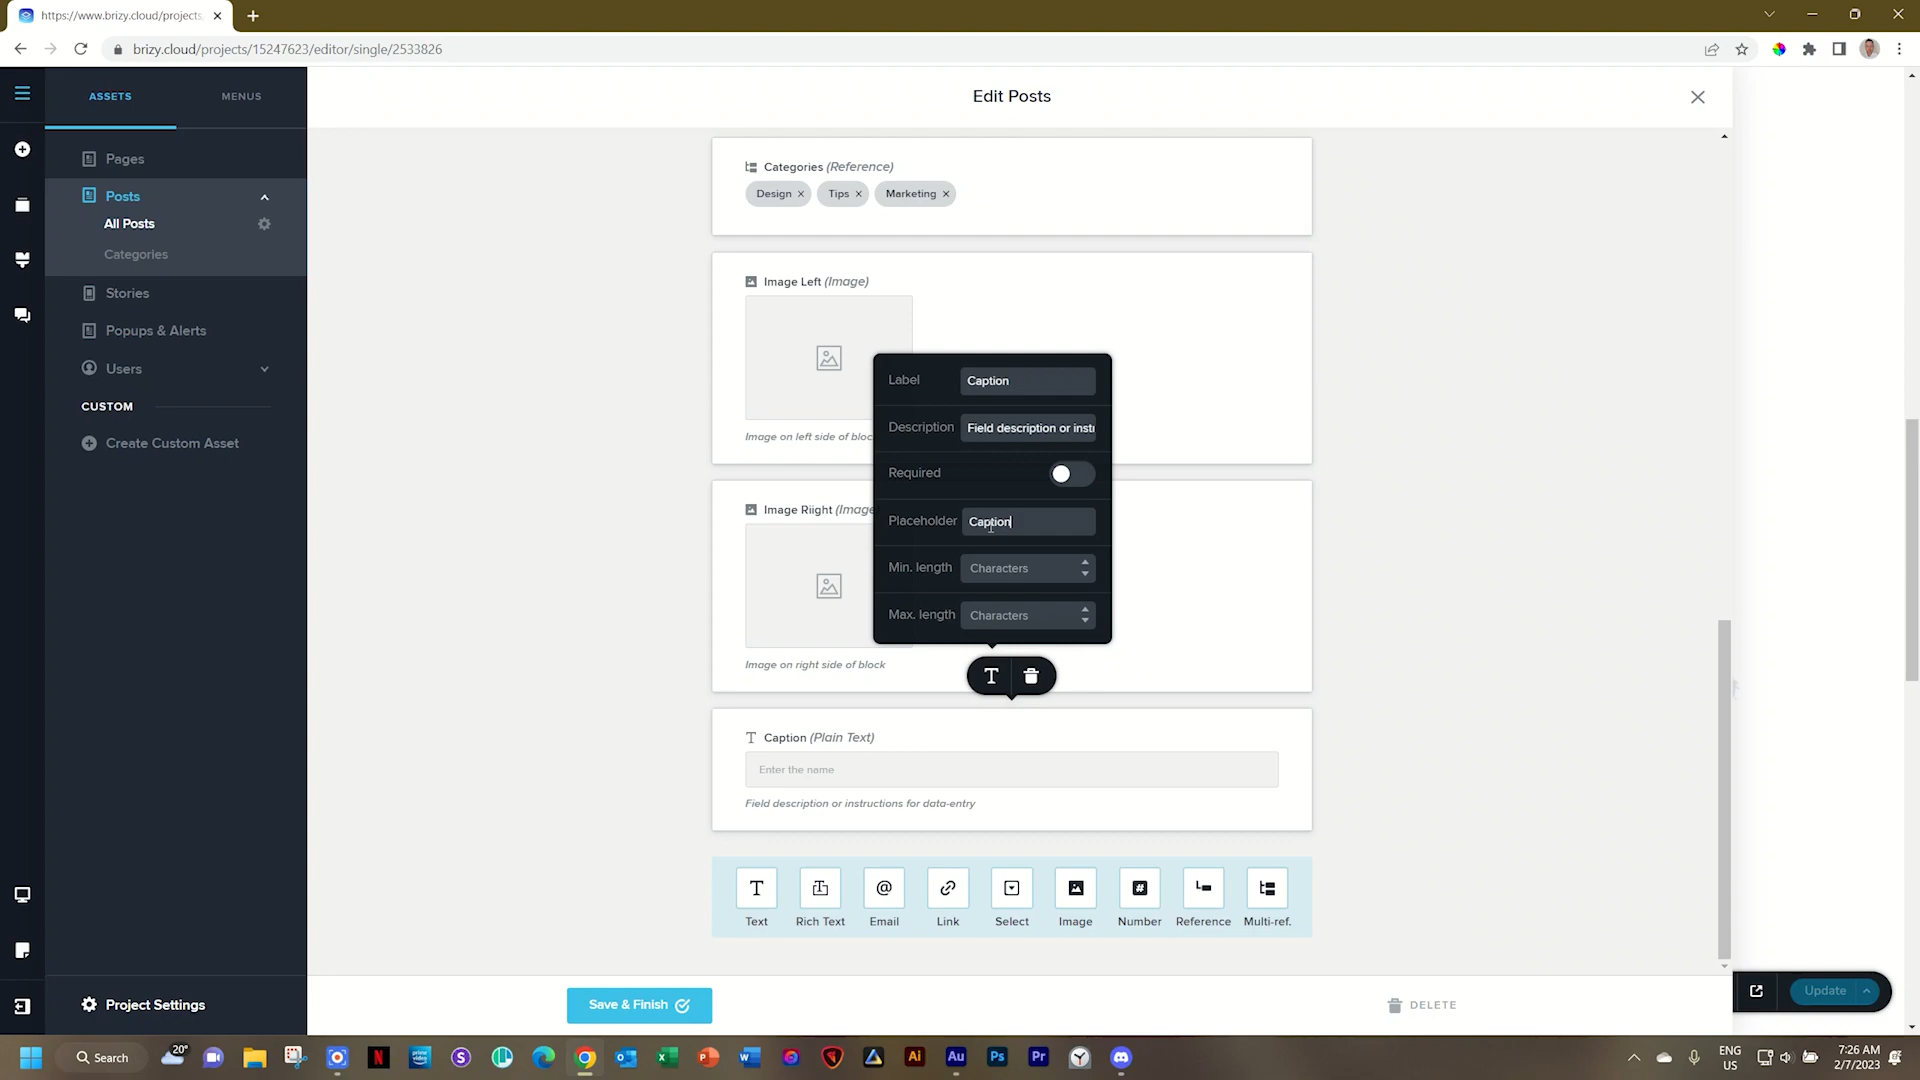 https://www.brizy.cloud/projects
brizy.cloud/projects/15247623/editor/single/2533826
ASSETS
MENUS
Edit Posts
Pages
Posts
All Posts
Categories
Stories
Popups & Alerts
Users
CUSTOM
Create Custom Asset
Project Settings
Categories (Reference)
Design
Tips
Marketing
Image Left (Image)
Image on left side of bloc
Image Riight (Image
Image on right side of block
Label
Caption
Description
Field description or instr
Required
Placeholder
Caption
Min. length
Characters
Max. length
Characters
Caption (Plain Text)
Enter the name
Field description or instructions for data-entry
Text
Rich Text
Email
Link
Select
Image
Number
Reference
Multi-ref.
Save & Finish
DELETE
Update
Search
20°
ENG
US
7:26 AM
2/7/2023